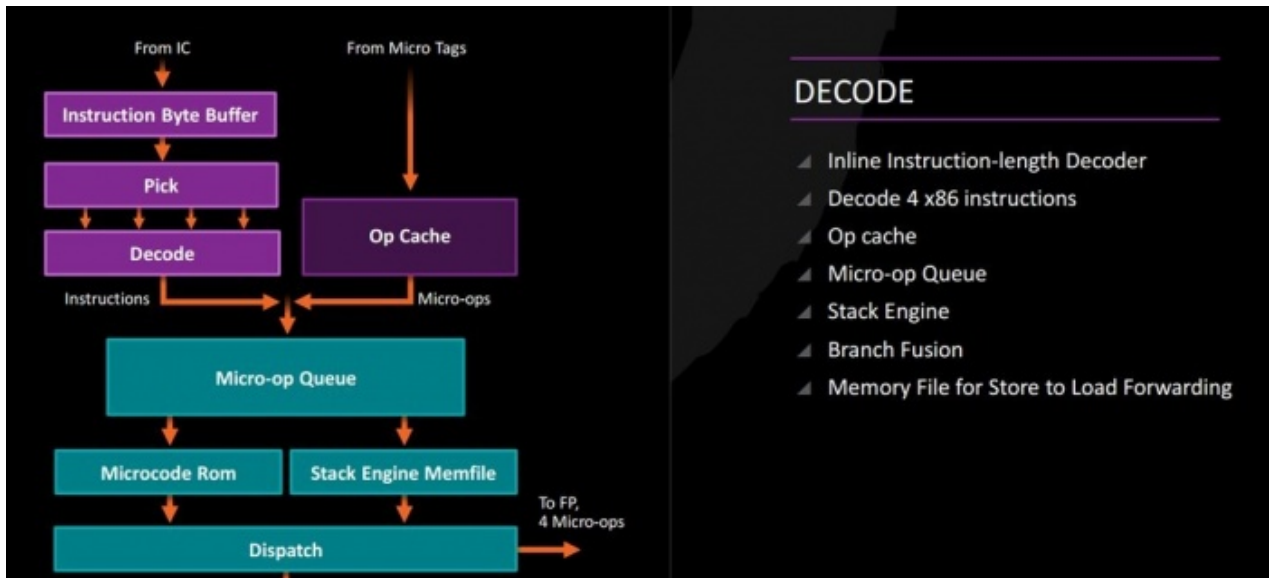 From IC
From Micro Tags
Instruction Byte Buffer
Pick
Decode
Op Cache
Instructions
Micro-ops
Micro-op Queue
Microcode Rom
Stack Engine Memfile
Dispatch
To FP,
4 Micro-ops
DECODE
Inline Instruction-length Decoder
Decode 4 x86 instructions
Op cache
Micro-op Queue
Stack Engine
Branch Fusion
Memory File for Store to Load Forwarding